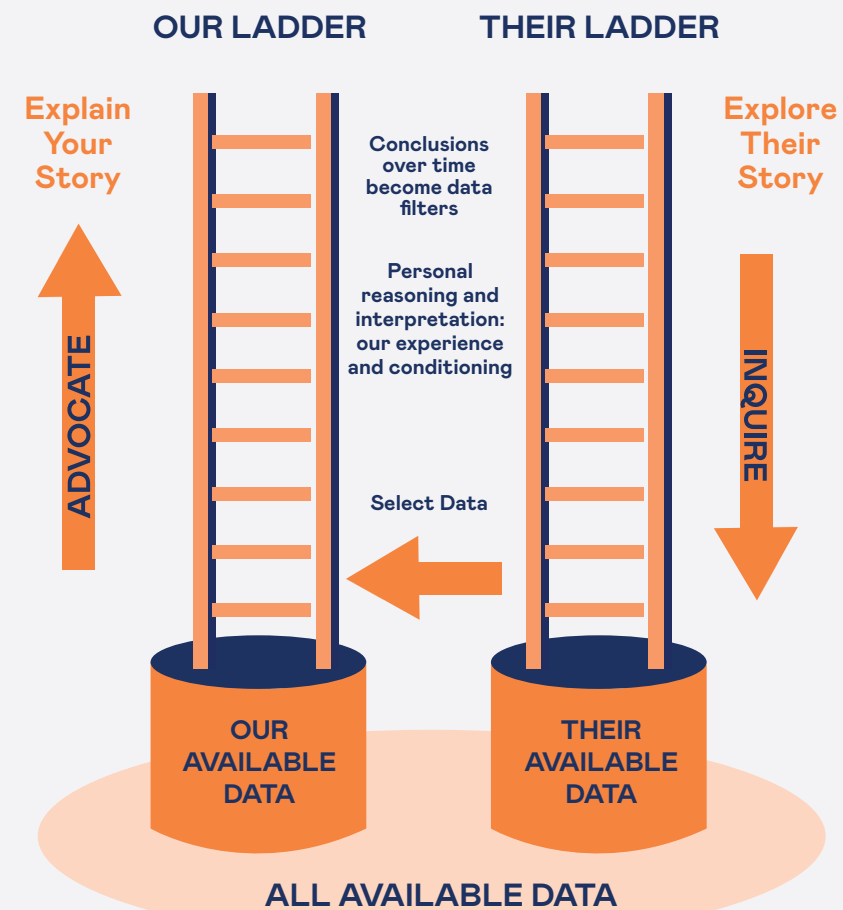 OUR LADDER
THEIR LADDER
Explain
Your
Story
Conclusions
over time
become data
filters
Explore
Their
Story
Personal
reasoning and
interpretation:
our experience
and conditioning
ADVOCATE
INQUIRE
Select Data
OUR
AVAILABLE
DATA
THEIR
AVAILABLE
DATA
ALL AVAILABLE DATA